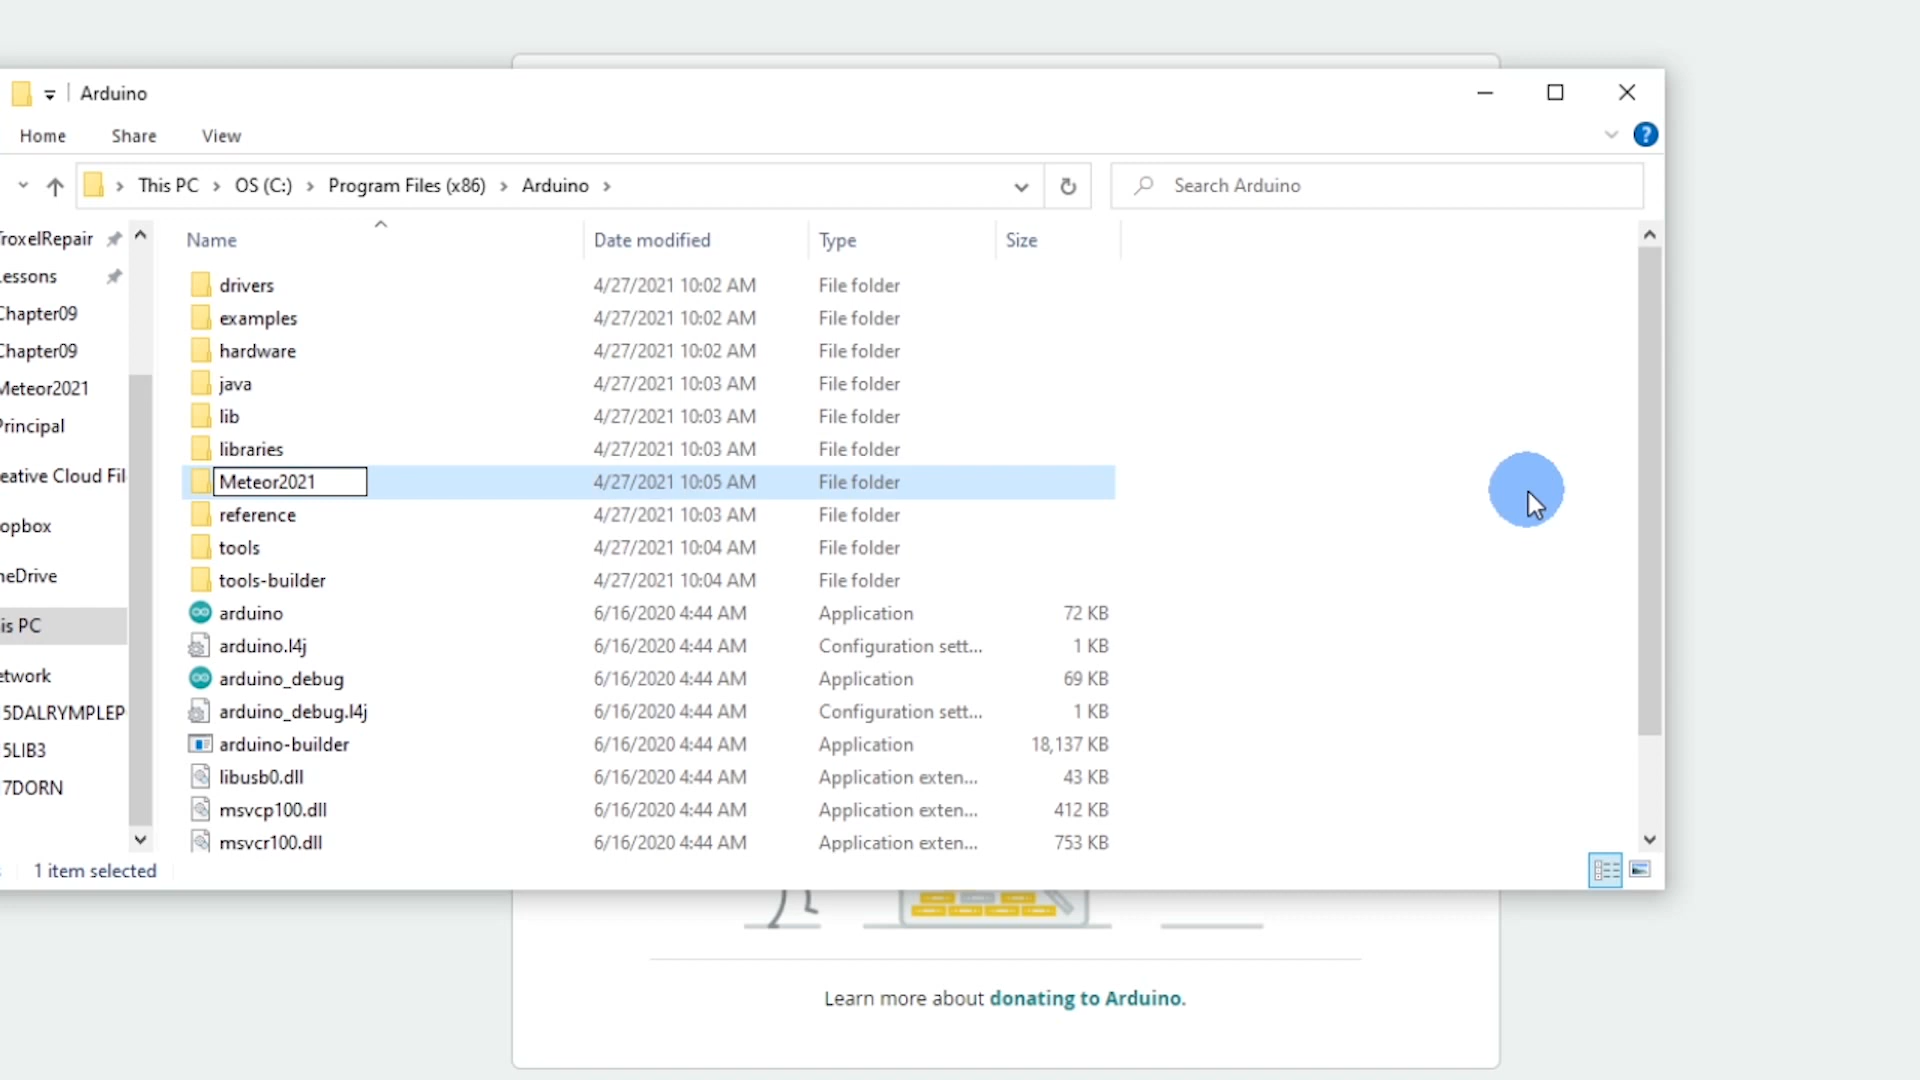 Arduino
Home Share View
This PC > OS (C:) > Program Files (x86) > Arduino >
Search Arduino
Name Date modified Type Size
drivers 4/27/2021 10:02 AM File folder
examples 4/27/2021 10:02 AM File folder
hardware 4/27/2021 10:02 AM File folder
java 4/27/2021 10:03 AM File folder
lib 4/27/2021 10:03 AM File folder
libraries 4/27/2021 10:03 AM File folder
Meteor2021 4/27/2021 10:05 AM File folder
reference 4/27/2021 10:03 AM File folder
tools 4/27/2021 10:04 AM File folder
tools-builder 4/27/2021 10:04 AM File folder
arduino 6/16/2020 4:44 AM Application 72 KB
arduino.l4j 6/16/2020 4:44 AM Configuration sett... 1 KB
arduino_debug 6/16/2020 4:44 AM Application 69 KB
arduino_debug.l4j 6/16/2020 4:44 AM Configuration sett... 1 KB
arduino-builder 6/16/2020 4:44 AM Application 18,137 KB
libusb0.dll 6/16/2020 4:44 AM Application exten... 43 KB
msvcp100.dll 6/16/2020 4:44 AM Application exten... 412 KB
msvcr100.dll 6/16/2020 4:44 AM Application exten... 753 KB
roxelRepair
essons
Chapter09
Chapter09
Meteor2021
Principal
eative Cloud Fil
opbox
neDrive
is PC
etwork
5DALRYMPLEP
5LIB3
7DORN
1 item selected
Learn more about donating to Arduino.